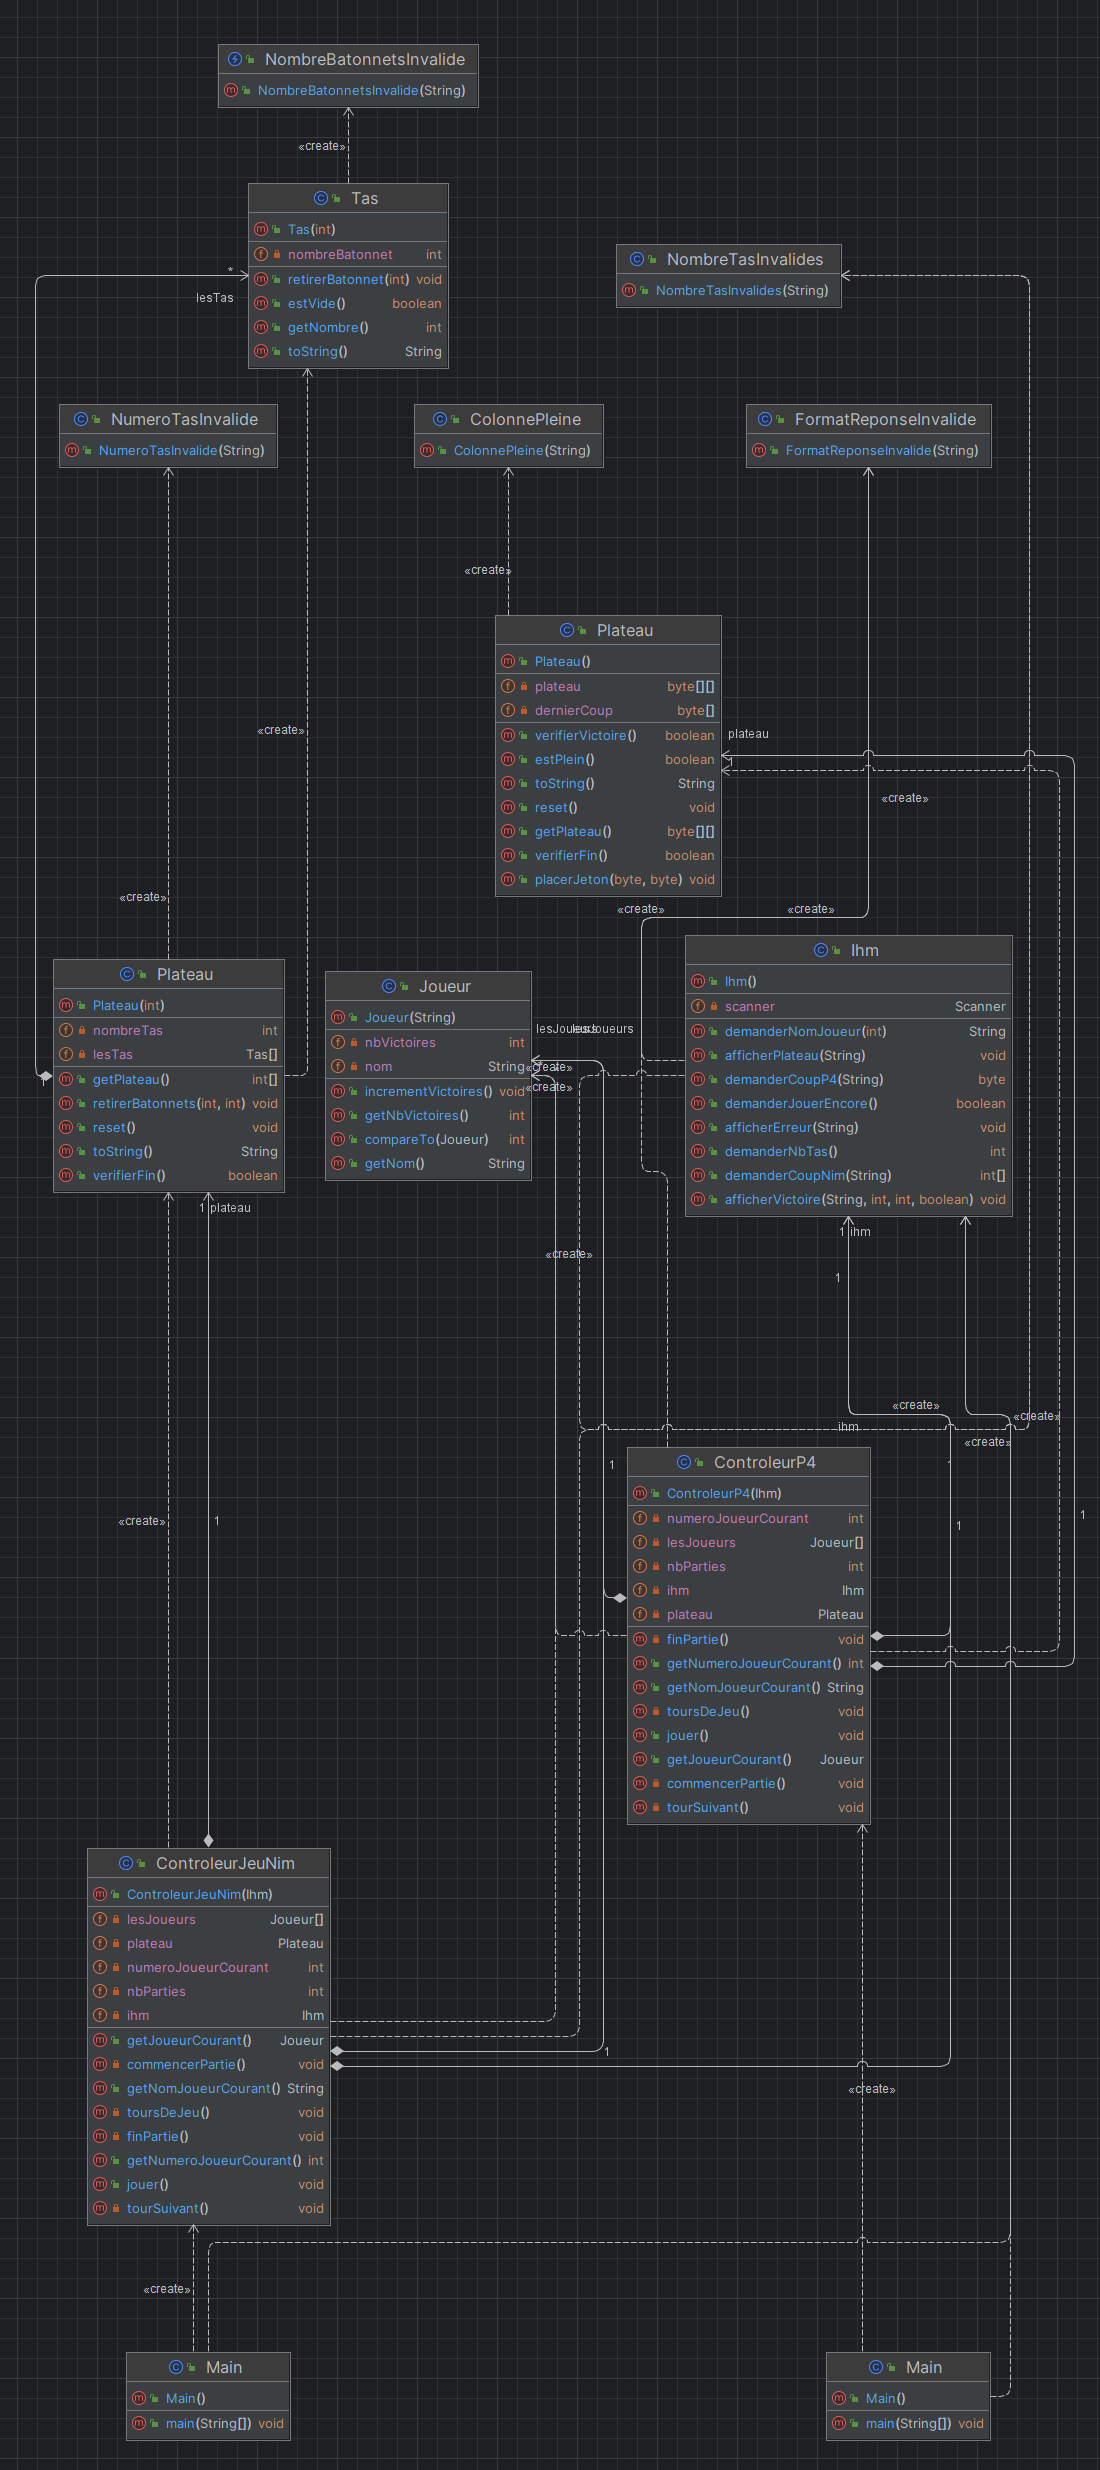 NombreBatonnetsInvalide
NombreBatonnetsInvalide(String)
«create»
Tas
Tas(int)
nombreBatonnet int
retirerBatonnet(int) void
estVide() boolean
getNombre() int
toString() String
*
lesTas
NombreTasInvalides
NombreTasInvalides(String)
NumeroTasInvalide
NumeroTasInvalide(String)
ColonnePleine
ColonnePleine(String)
FormatReponseInvalide
FormatReponseInvalide(String)
«create»
«create»
Plateau
Plateau()
plateau byte[][]
dernierCoup byte[]
verifierVictoire() boolean
estPlein() boolean
toString() String
reset() void
getPlateau() byte[][]
verifierFin() boolean
placerJeton(byte, byte) void
plateau
1
«create»
«create»
«create»
«create»
Plateau
Plateau(int)
nombreTas int
lesTas Tas[]
getPlateau() int[]
retirerBatonnets(int, int) void
reset() void
toString() String
verifierFin() boolean
1
1 plateau
Joueur
Joueur(String)
nbVictoires int
nom String
incrementVictoires() void
getNbVictoires() int
compareTo(Joueur) int
getNom() String
lesJoueurs
lesJoueurs
«create»
«create»
Ihm
Ihm()
scanner Scanner
demanderNomJoueur(int) String
afficherPlateau(String) void
demanderCoupP4(String) byte
demanderJouerEncore() boolean
afficherErreur(String) void
demanderNbTas() int
demanderCoupNim(String) int[]
afficherVictoire(String, int, int, boolean) void
1 ihm
«create»
1
«create»
«create»
ihm
«create»
1
ControleurP4
ControleurP4(Ihm)
numeroJoueurCourant int
lesJoueurs Joueur[]
nbParties int
ihm Ihm
plateau Plateau
finPartie() void
getNumeroJoueurCourant() int
getNomJoueurCourant() String
toursDeJeu() void
jouer() void
getJoueurCourant() Joueur
commencerPartie() void
tourSuivant() void
1
1
«create»
1
ControleurJeuNim
ControleurJeuNim(Ihm)
lesJoueurs Joueur[]
plateau Plateau
numeroJoueurCourant int
nbParties int
ihm Ihm
getJoueurCourant() Joueur
commencerPartie() void
getNomJoueurCourant() String
toursDeJeu() void
finPartie() void
getNumeroJoueurCourant() int
jouer() void
tourSuivant() void
1
«create»
«create»
Main
Main()
main(String[]) void
Main
Main()
main(String[]) void